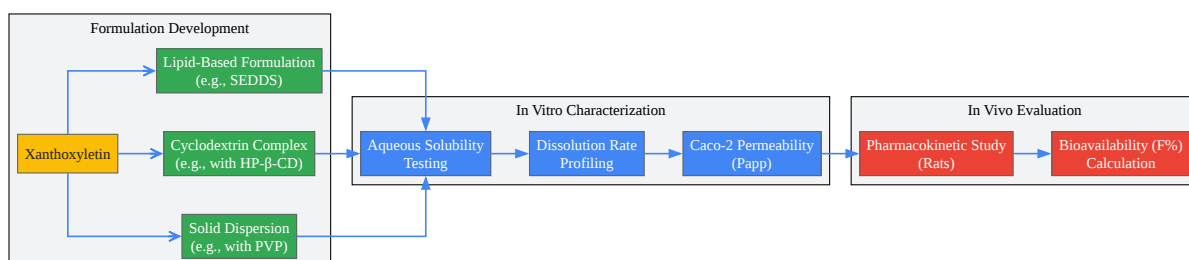 Formulation Development
Lipid-Based Formulation
(e.g., SEDDS)
Xanthoxyletin
Cyclodextrin Complex
(e.g., with HP-β-CD)
Solid Dispersion
(e.g., with PVP)
In Vitro Characterization
Aqueous Solubility
Testing
Dissolution Rate
Profiling
Caco-2 Permeability
(Papp)
In Vivo Evaluation
Pharmacokinetic Study
(Rats)
Bioavailability (F%)
Calculation